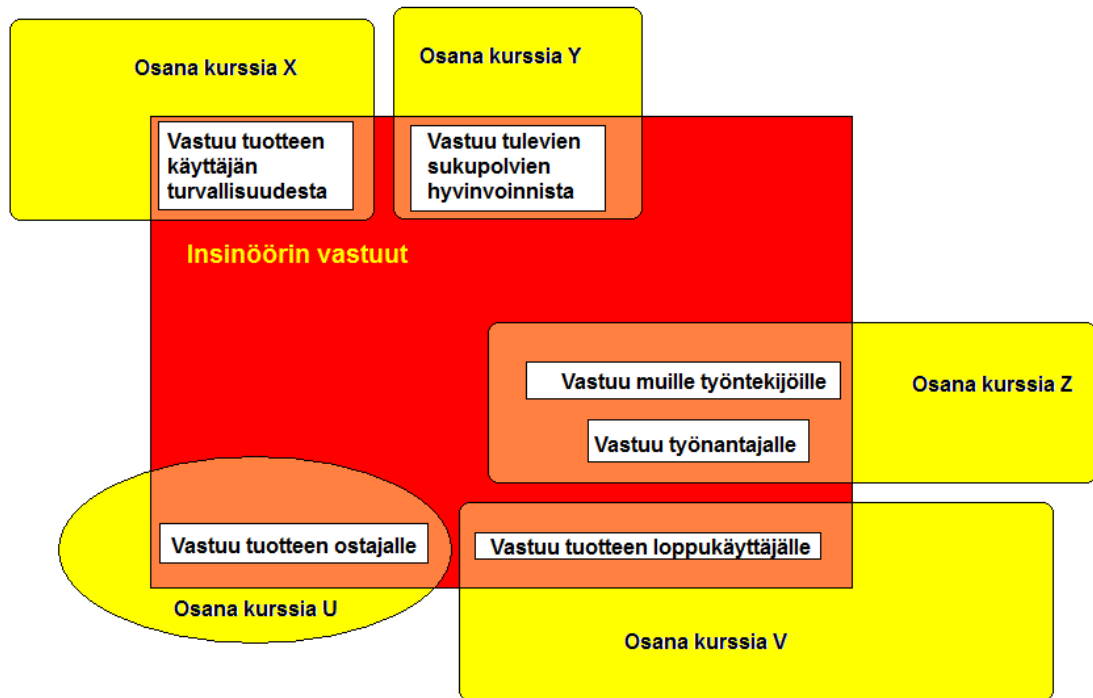 Osana kurssia X
Osana kurssia Y
Vastuu tuotteen
käyttäjän
turvallisuudesta
Vastuu tulevien
sukupolvien
hyvinvoinnista
Insinöörin vastuut
Vastuu muille työntekijöille
Osana kurssia Z
Vastuu työnantajalle
Vastuu tuotteen ostajalle
Vastuu tuotteen loppukäyttäjälle
Osana kurssia U
Osana kurssia V